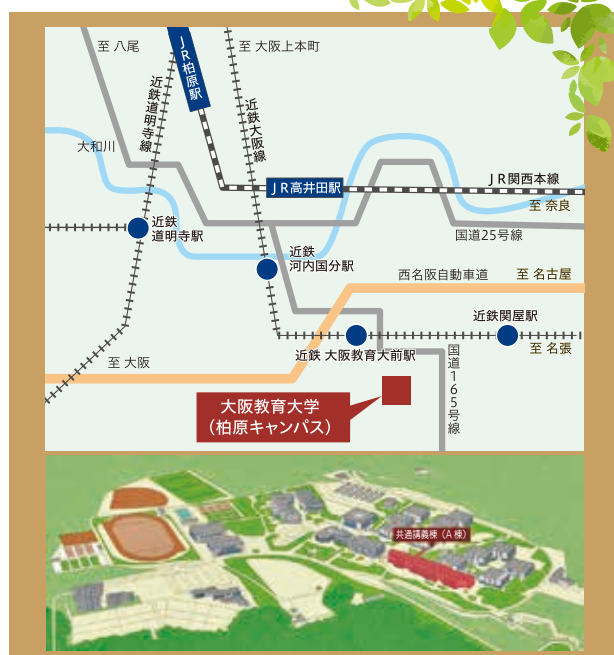 至 八尾
JR柏原駅
至 大阪上本町
近鉄道明寺線
近鉄大阪線
大和川
JR高井田駅
JR関西本線
至 奈良
近鉄
道明寺駅
国道25号線
近鉄
河内国分駅
西名阪自動車道
至 名古屋
近鉄関屋駅
近鉄 大阪教育大前駅
至 名張
至 大阪
国道165号線
大阪教育大学
（柏原キャンパス）
共通講義棟（A 棟）